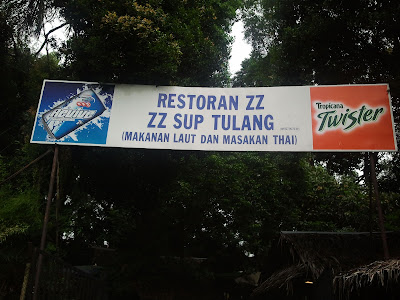 RESTORAN ZZ
ZZ SUP TULANG
(MAKANAN LAUT DAN MASAKAN THAI)
Tropicana
Twister